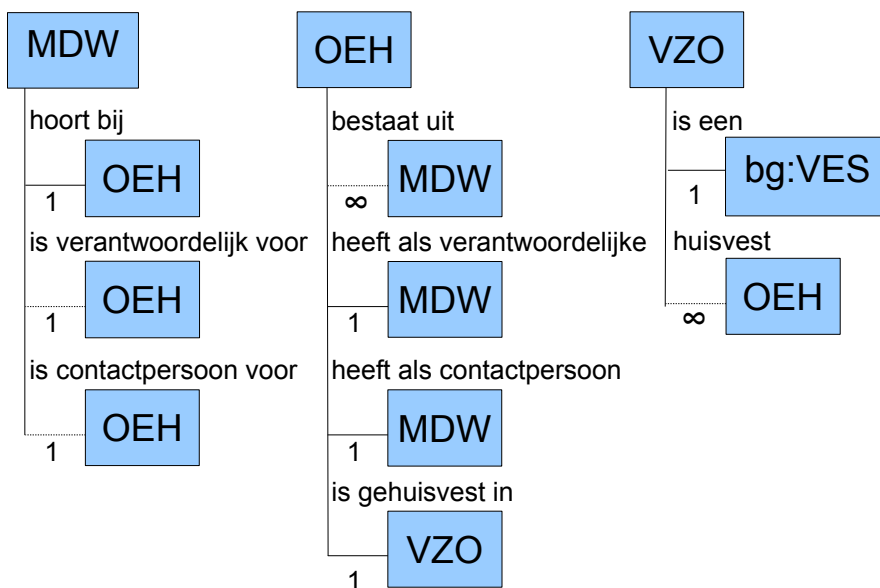 MDW
hoort bij
OEH
1
is verantwoordelijk voor
OEH
1
is contactpersoon voor
OEH
1
OEH
bestaat uit
MDW
∞
heeft als verantwoordelijke
MDW
1
heeft als contactpersoon
MDW
1
is gehuisvest in
VZO
1
VZO
is een
bg:VES
1
huisvest
OEH
∞